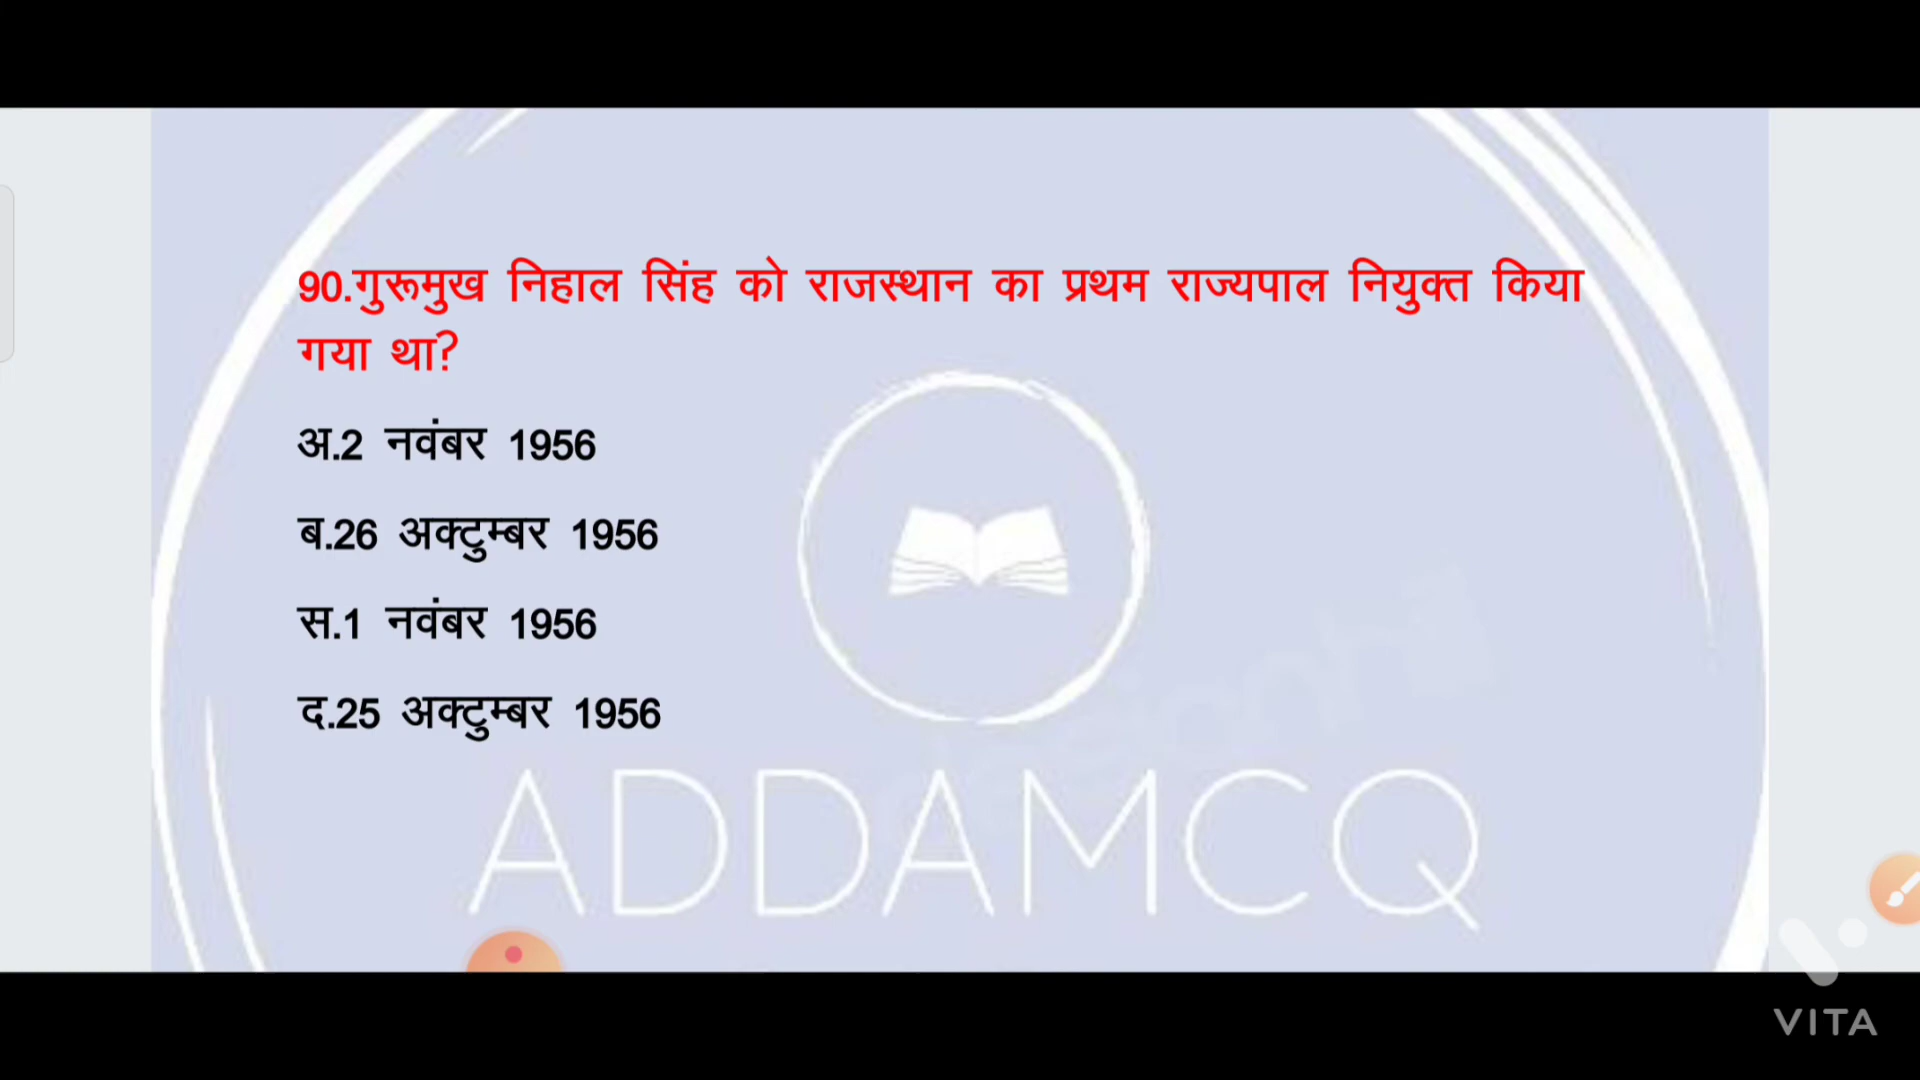 90.गुरूमुख निहाल सिंह को राजस्थान का प्रथम राज्यपाल नियुक्त किया
गया था?
अ.2 नवंबर 1956
ब.26 अक्टुम्बर 1956
स.1 नवंबर 1956
द.25 अक्टुम्बर 1956
ADDAMCQ
VITA